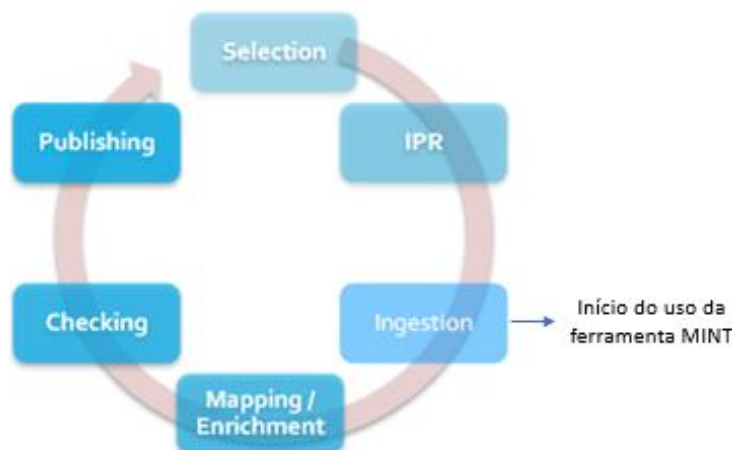 Selection
IPR
Ingestion
Início do uso da
ferramenta MINT
Mapping /
Enrichment
Checking
Publishing